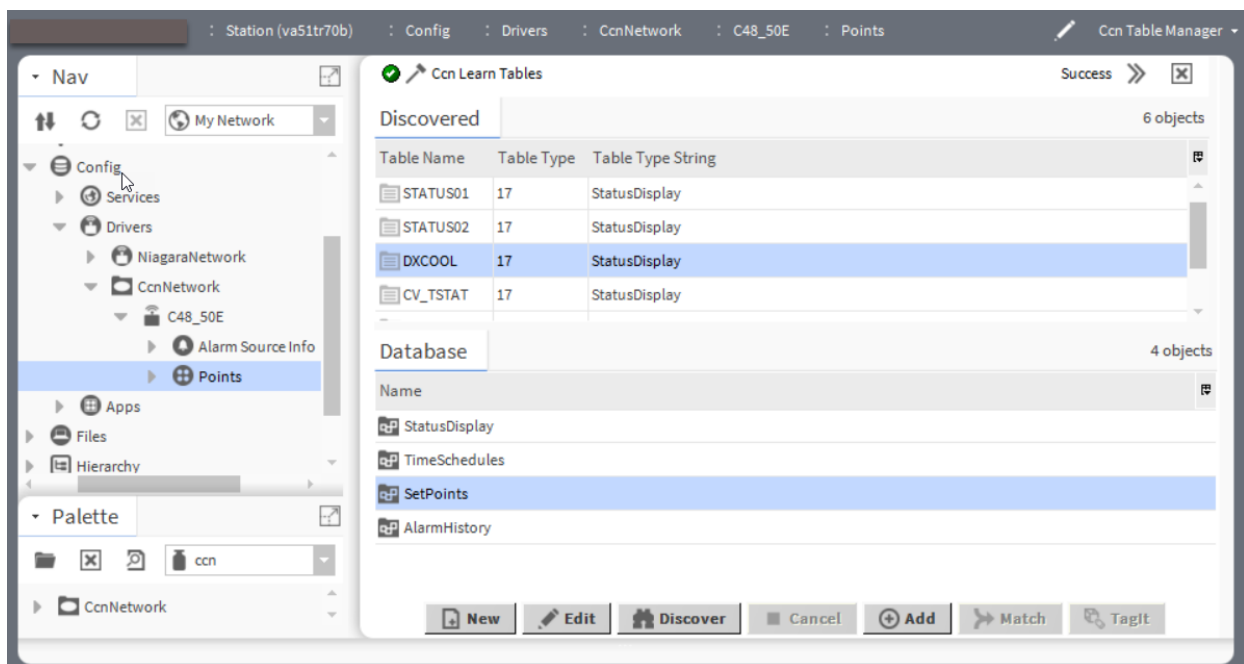 : Station (va51tr70b) : Config : Drivers : CcnNetwork : C48_50E : Points Ccn Table Manager
Nav
My Network
Config
Services
Drivers
NiagaraNetwork
CcnNetwork
C48_50E
Alarm Source Info
Points
Apps
Files
Hierarchy
Palette
ccn
CcnNetwork
Ccn Learn Tables Success
Discovered 6 objects
Table Name Table Type Table Type String
STATUS01 17 StatusDisplay
STATUS02 17 StatusDisplay
DXCOOL 17 StatusDisplay
CV_TSTAT 17 StatusDisplay
Database 4 objects
Name
StatusDisplay
TimeSchedules
SetPoints
AlarmHistory
New Edit Discover Cancel Add Match TagIt